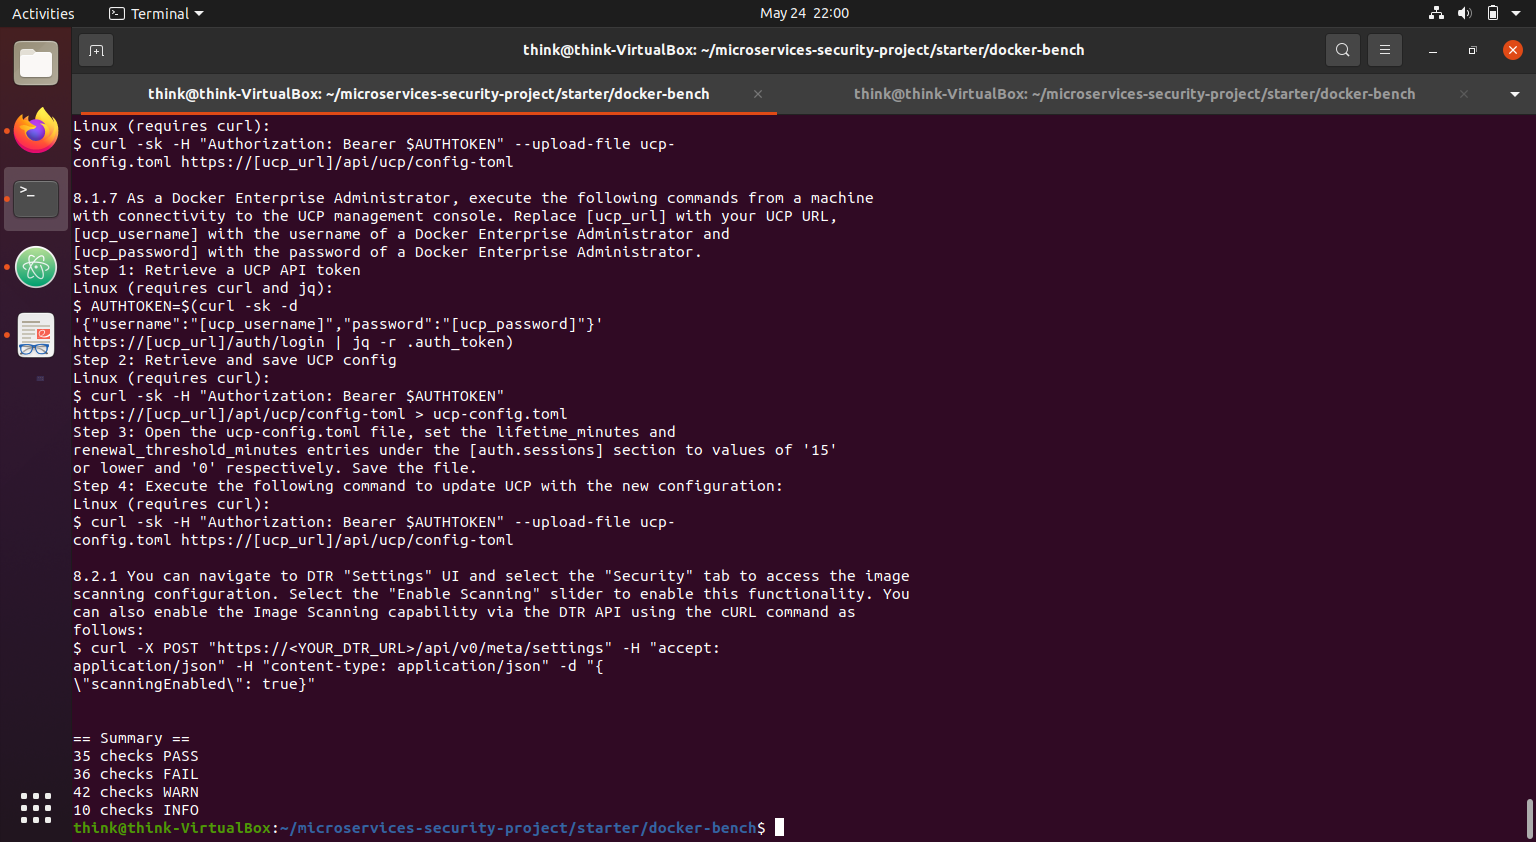 Activities
Terminal
May 24 22:00
think@think-VirtualBox: ~/microservices-security-project/starter/docker-bench
think@think-VirtualBox: ~/microservices-security-project/starter/docker-bench
think@think-VirtualBox: ~/microservices-security-project/starter/docker-bench
Linux (requires curl):
$ curl -sk -H "Authorization: Bearer $AUTHTOKEN" --upload-file ucp-
config.toml https://[ucp_url]/api/ucp/config-toml
8.1.7 As a Docker Enterprise Administrator, execute the following commands from a machine
with connectivity to the UCP management console. Replace [ucp_url] with your UCP URL,
[ucp_username] with the username of a Docker Enterprise Administrator and
[ucp_password] with the password of a Docker Enterprise Administrator.
Step 1: Retrieve a UCP API token
Linux (requires curl and jq):
$ AUTHTOKEN=$(curl -sk -d
'{"username":"[ucp_username]","password":"[ucp_password]"}'
https://[ucp_url]/auth/login | jq -r .auth_token)
Step 2: Retrieve and save UCP config
Linux (requires curl):
$ curl -sk -H "Authorization: Bearer $AUTHTOKEN"
https://[ucp_url]/api/ucp/config-toml > ucp-config.toml
Step 3: Open the ucp-config.toml file, set the lifetime_minutes and
renewal_threshold_minutes entries under the [auth.sessions] section to values of '15'
or lower and '0' respectively. Save the file.
Step 4: Execute the following command to update UCP with the new configuration:
Linux (requires curl):
$ curl -sk -H "Authorization: Bearer $AUTHTOKEN" --upload-file ucp-
config.toml https://[ucp_url]/api/ucp/config-toml
8.2.1 You can navigate to DTR "Settings" UI and select the "Security" tab to access the image
scanning configuration. Select the "Enable Scanning" slider to enable this functionality. You
can also enable the Image Scanning capability via the DTR API using the cURL command as
follows:
$ curl -X POST "https://<YOUR_DTR_URL>/api/v0/meta/settings" -H "accept:
application/json" -H "content-type: application/json" -d "{
\"scanningEnabled\": true}"
== Summary ==
35 checks PASS
36 checks FAIL
42 checks WARN
10 checks INFO
think@think-VirtualBox:~/microservices-security-project/starter/docker-bench$